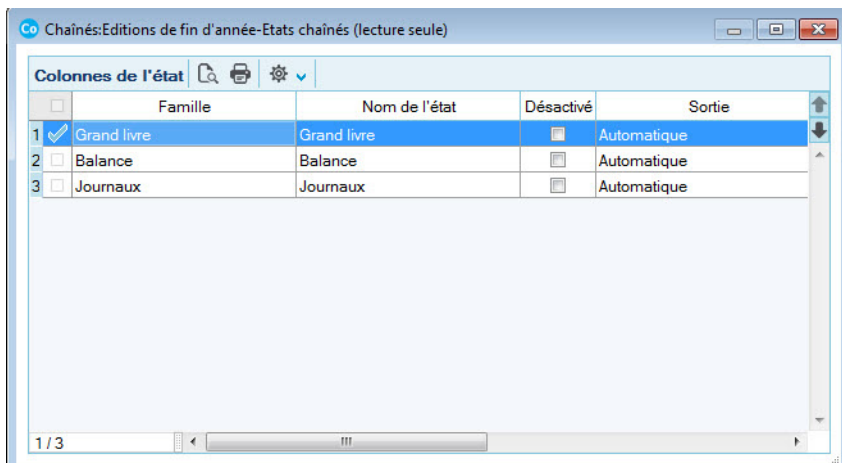 Co Chaînés:Editions de fin d'année-Etats chaînés (lecture seule)
Colonnes de l'état
Famille Nom de l'état Désactivé Sortie
1 Grand livre Grand livre Automatique
2 Balance Balance Automatique
3 Journaux Journaux Automatique
1 / 3